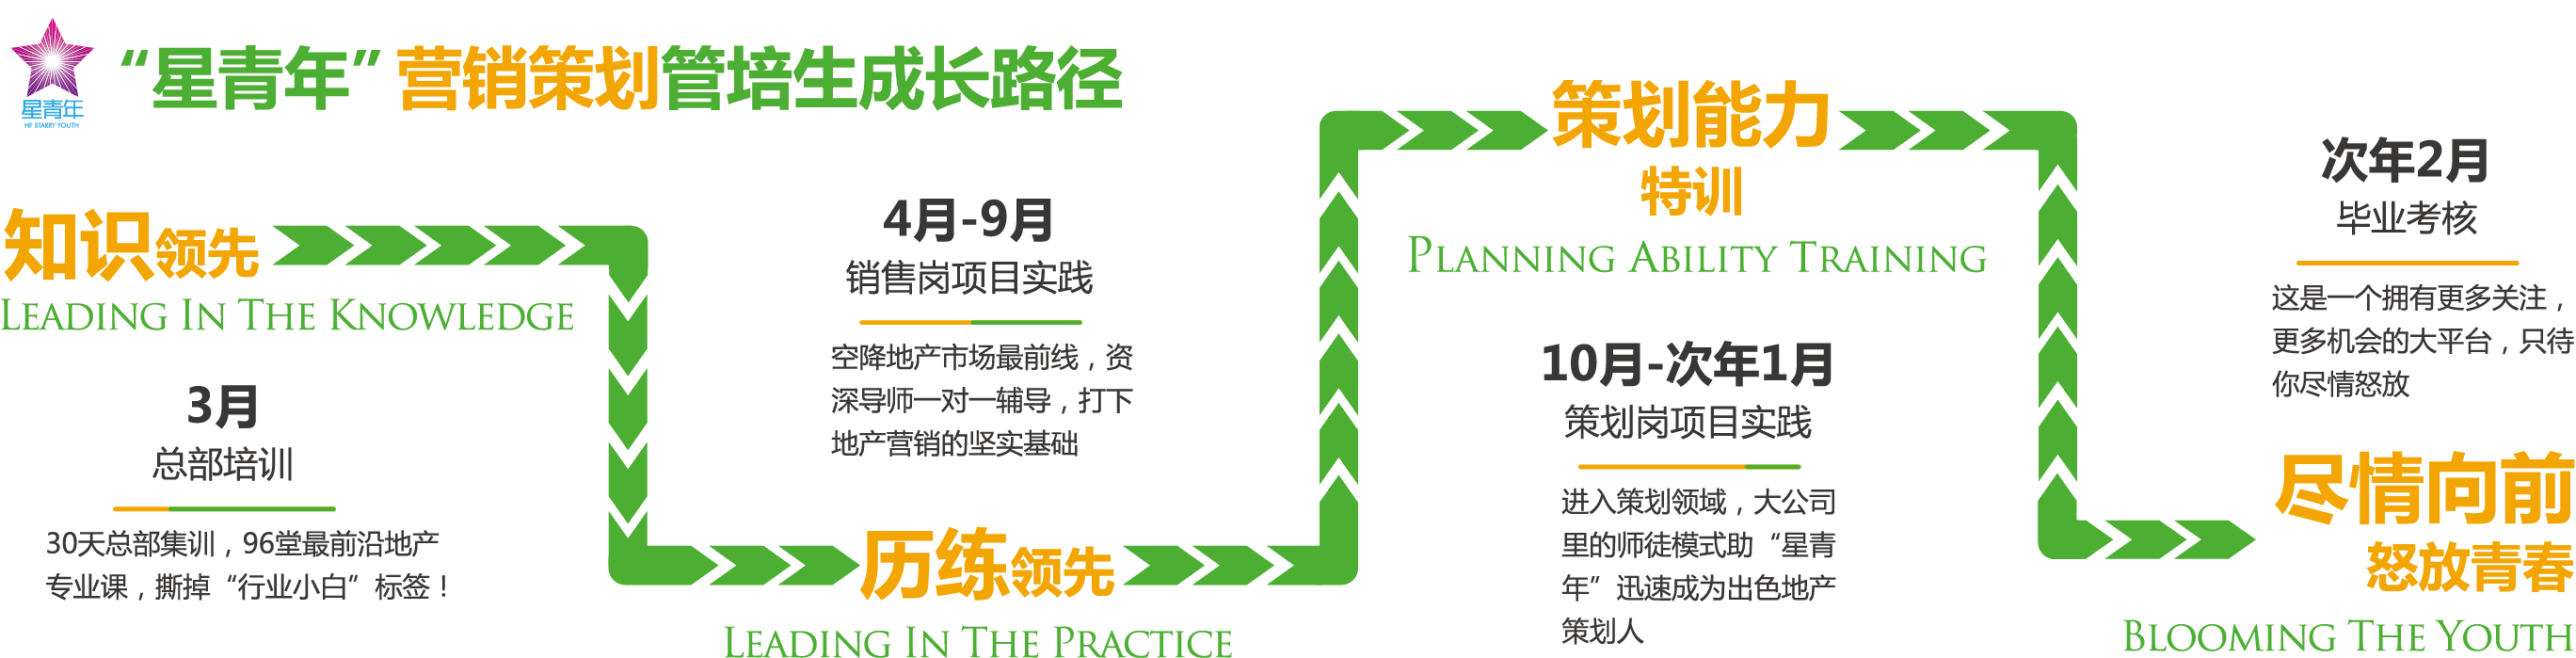 星青年
MF STARRY YOUTH
“星青年”营销策划管培生成长路径
知识领先
LEADING IN THE KNOWLEDGE
3月
总部培训
30天总部集训，96堂最前沿地产
专业课，撕掉“行业小白”标签！
4月-9月
销售岗项目实践
空降地产市场最前线，资
深导师一对一辅导，打下
地产营销的坚实基础
历练领先
LEADING IN THE PRACTICE
策划能力
特训
PLANNING ABILITY TRAINING
10月-次年1月
策划岗项目实践
进入策划领域，大公司
里的师徒模式助“星青
年”迅速成为出色地产
策划人
次年2月
毕业考核
这是一个拥有更多关注，
更多机会的大平台，只待
你尽情怒放
尽情向前
怒放青春
BLOOMING THE YOUTH